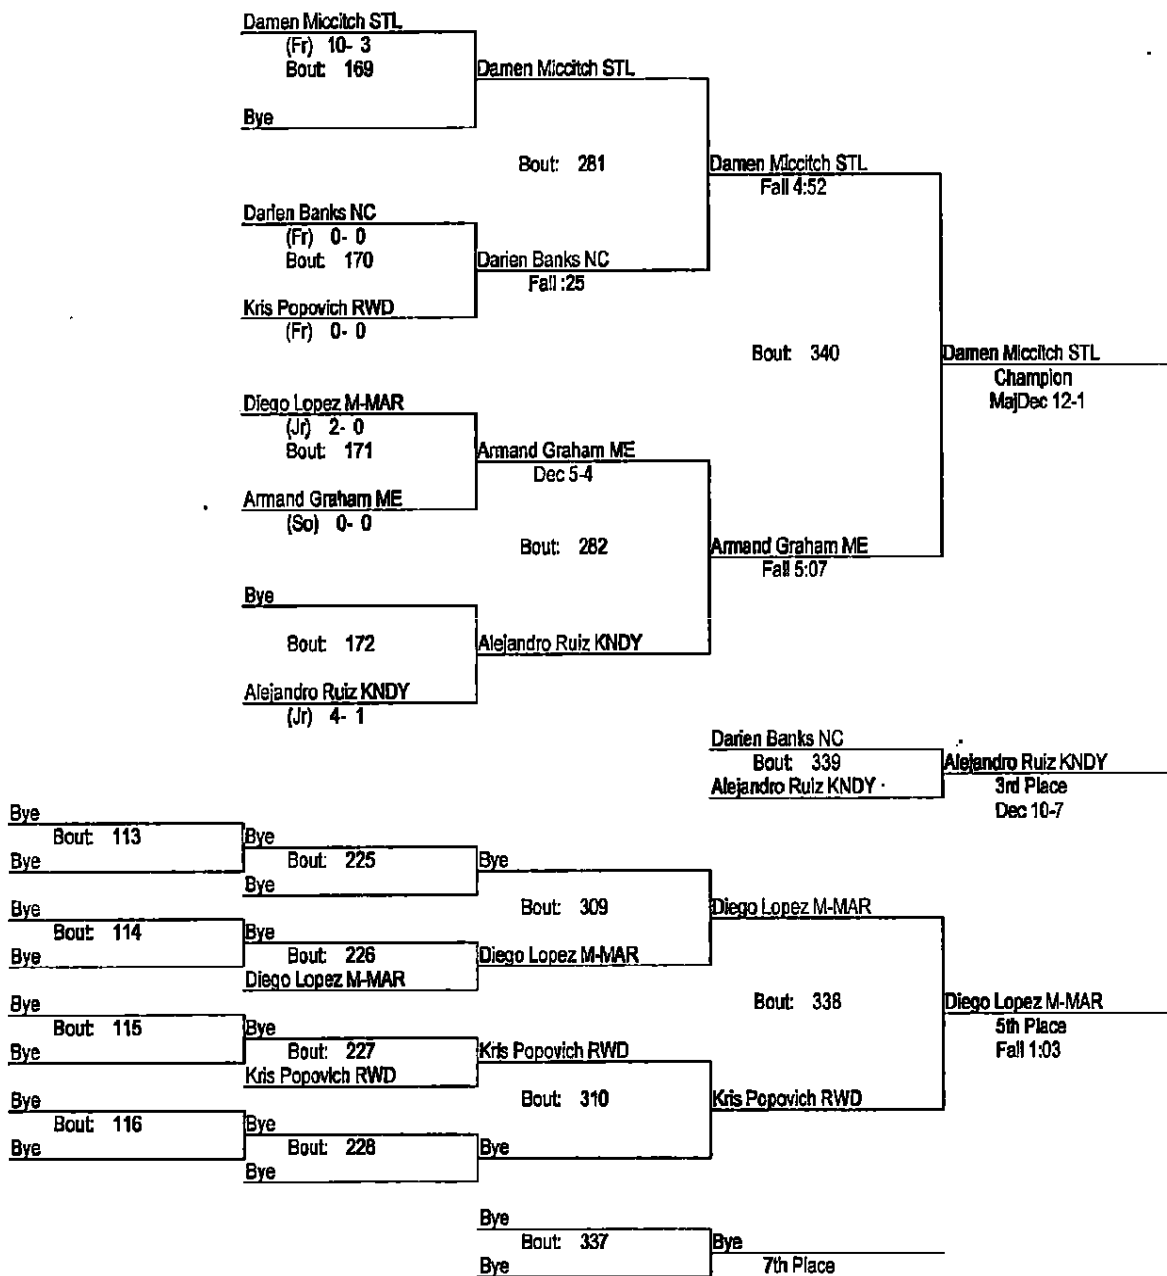 Damen Miccitch STL
(Fr) 10- 3
Bout: 169
Damen Miccitch STL
Bye
Bout: 281
Damen Miccitch STL
Fall 4:52
Darien Banks NC
(Fr) 0- 0
Bout: 170
Darien Banks NC
Fall :25
Kris Popovich RWD
(Fr) 0- 0
Bout: 340
Damen Miccitch STL
Champion
MajDec 12-1
Diego Lopez M-MAR
(Jr) 2- 0
Bout: 171
Armand Graham ME
Dec 5-4
Armand Graham ME
(So) 0- 0
Bout: 282
Armand Graham ME
Fall 5:07
Bye
Bout: 172
Alejandro Ruiz KNDY
Alejandro Ruiz KNDY
(Jr) 4- 1
Darien Banks NC
Bout: 339
Alejandro Ruiz KNDY
Alejandro Ruiz KNDY
3rd Place
Dec 10-7
Bye
Bout: 113
Bye
Bye
Bout: 225
Bye
Bye
Bout: 309
Diego Lopez M-MAR
Bye
Bout: 114
Bye
Bye
Bout: 226
Diego Lopez M-MAR
Diego Lopez M-MAR
Bout: 338
Diego Lopez M-MAR
5th Place
Fall 1:03
Bye
Bout: 115
Bye
Bye
Bout: 227
Kris Popovich RWD
Kris Popovich RWD
Bout: 310
Kris Popovich RWD
Bye
Bout: 116
Bye
Bye
Bout: 228
Bye
Bye
Bye
Bout: 337
Bye
Bye
7th Place